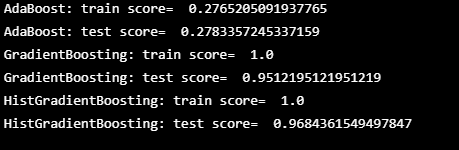 AdaBoost: train score=  0.2765205091937765
AdaBoost: test score=  0.2783357245337159
GradientBoosting: train score=  1.0
GradientBoosting: test score=  0.9512195121951219
HistGradientBoosting: train score=  1.0
HistGradientBoosting: test score=  0.9684361549497847